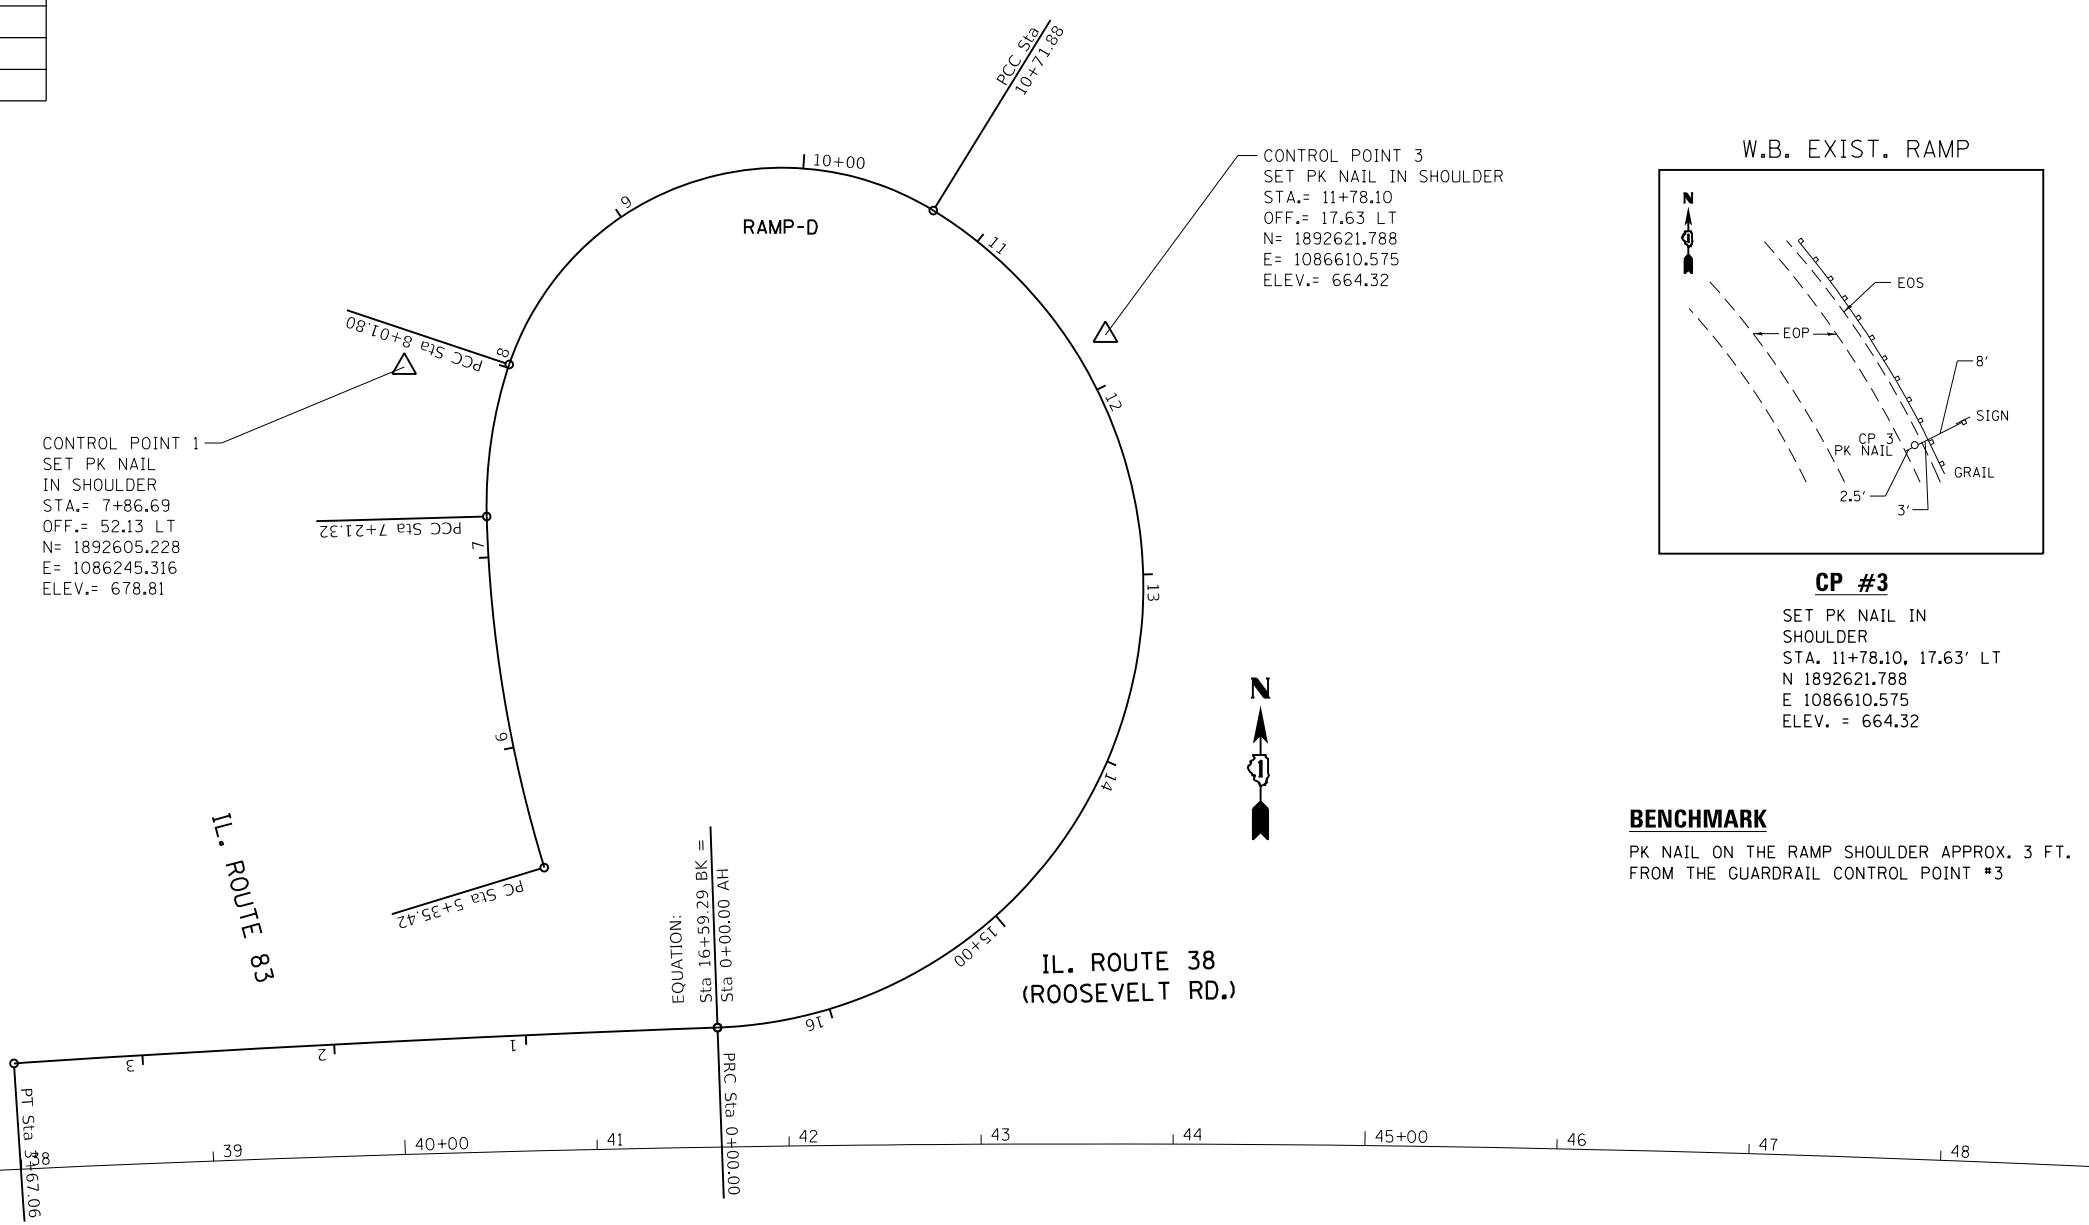 PCC Sta
10+71.88
10+00
9
RAMP-D
11
CONTROL POINT 3
SET PK NAIL IN SHOULDER
STA.= 11+78.10
OFF.= 17.63 LT
N= 1892621.788
E= 1086610.575
ELEV.= 664.32
W.B. EXIST. RAMP
N
EOS
EOP
8'
SIGN
CP 3
PK NAIL
GRAIL
2.5'
3'
CP #3
SET PK NAIL IN
SHOULDER
STA. 11+78.10, 17.63' LT
N 1892621.788
E 1086610.575
ELEV. = 664.32
BENCHMARK
PK NAIL ON THE RAMP SHOULDER APPROX. 3 FT.
FROM THE GUARDRAIL CONTROL POINT #3
PCC Sta 8+01.80
8
12
CONTROL POINT 1
SET PK NAIL
IN SHOULDER
STA.= 7+86.69
OFF.= 52.13 LT
N= 1892605.228
E= 1086245.316
ELEV.= 678.81
PCC Sta 7+21.32
7
13
N
6
14
IL. ROUTE 83
PC Sta 5+35.42
EQUATION:
Sta 16+59.29 BK =
Sta 0+00.00 AH
15+00
IL. ROUTE 38
(ROOSEVELT RD.)
16
1
2
3
PT Sta 3+67.06
PRC Sta 0+00.00
38
39
40+00
41
42
43
44
45+00
46
47
48